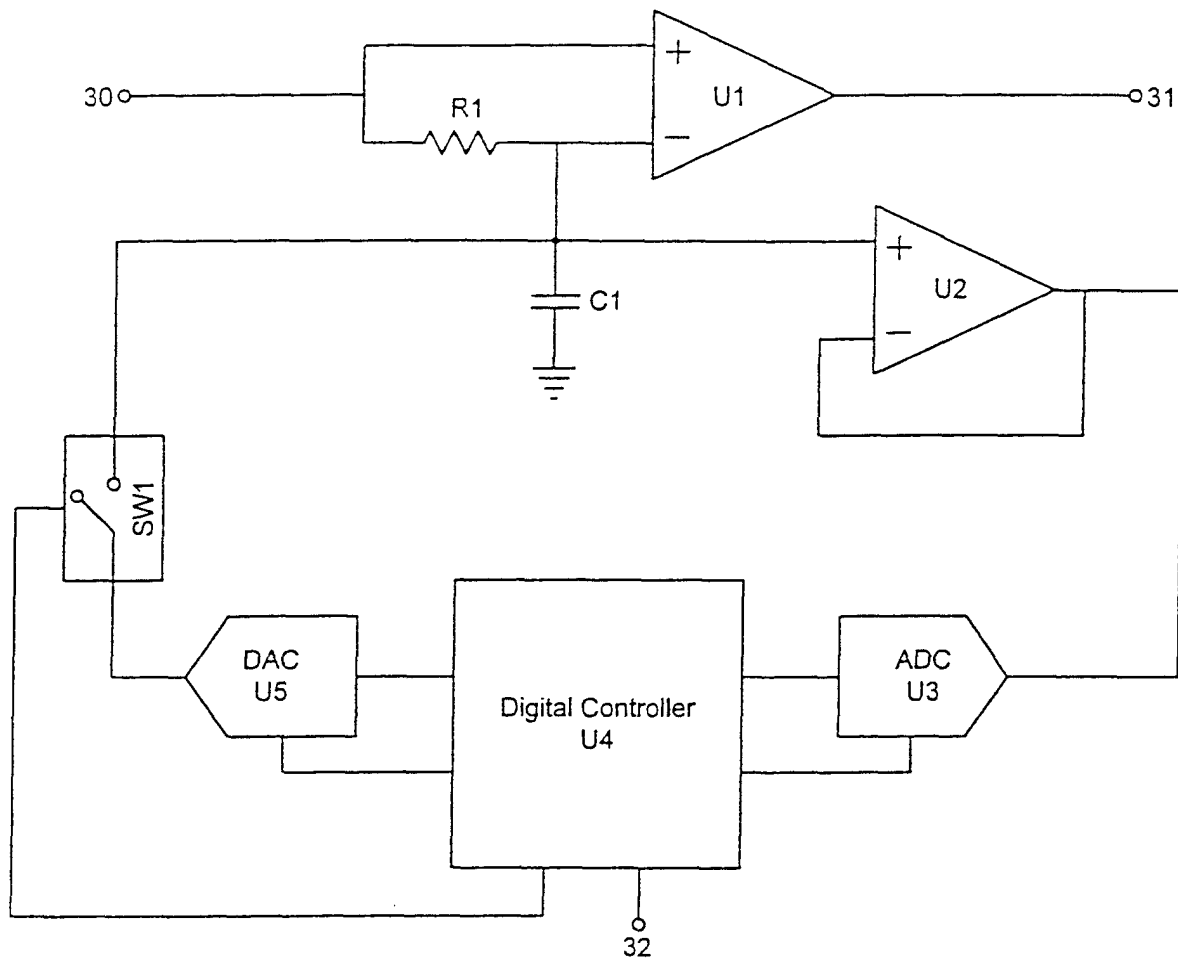 +
U1
30
31
R1
−
+
U2
C1
−
SW1
DAC
U5
ADC
U3
Digital Controller
U4
32